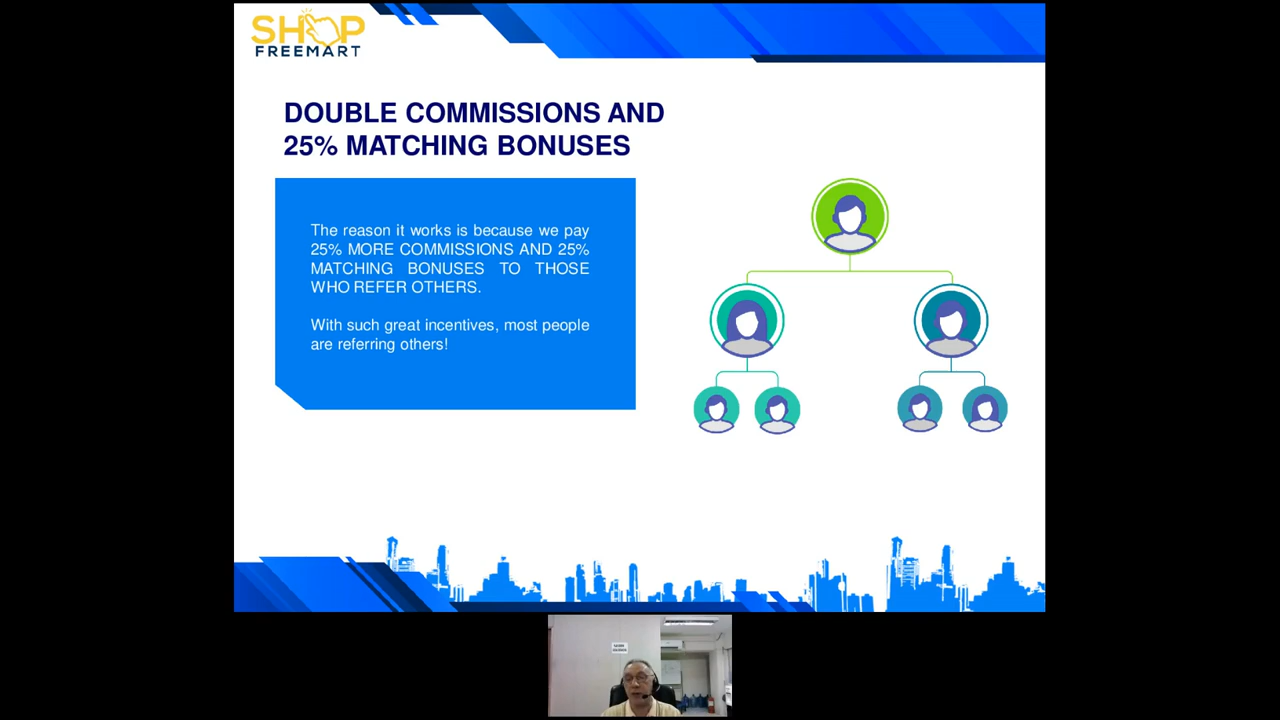 SHOP
FREEMART
DOUBLE COMMISSIONS AND
25% MATCHING BONUSES
The reason it works is because we pay
25% MORE COMMISSIONS AND 25%
MATCHING BONUSES TO THOSE
WHO REFER OTHERS.
With such great incentives, most people
are referring others!